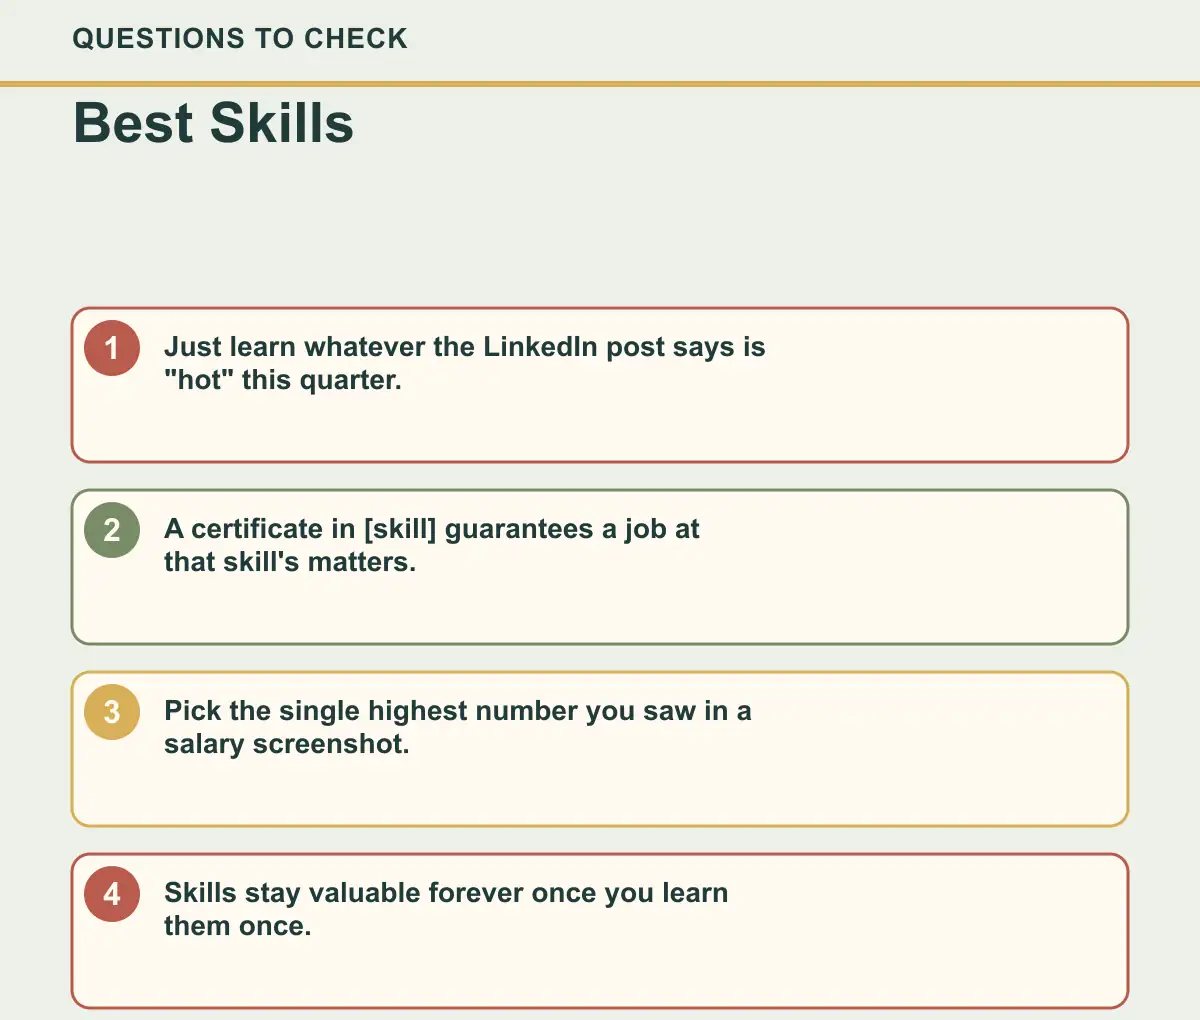 QUESTIONS TO CHECK
Best Skills
1
Just learn whatever the LinkedIn post says is
"hot" this quarter.
2
A certificate in [skill] guarantees a job at
that skill's matters.
3
Pick the single highest number you saw in a
salary screenshot.
4
Skills stay valuable forever once you learn
them once.